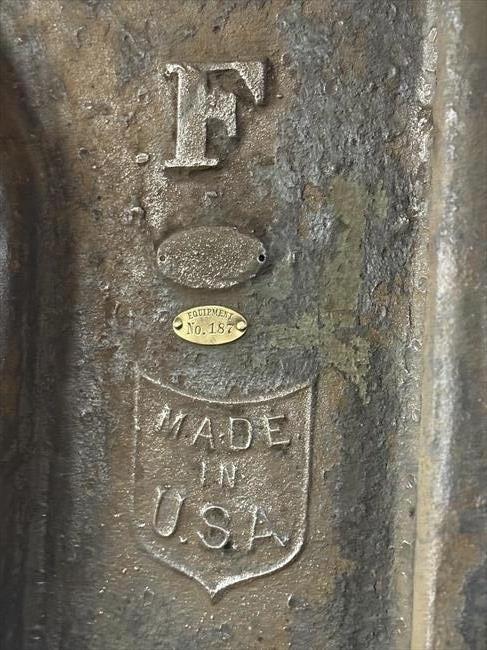 F
EQUIPMENT
No. 187
MADE
IN
U.S.A.